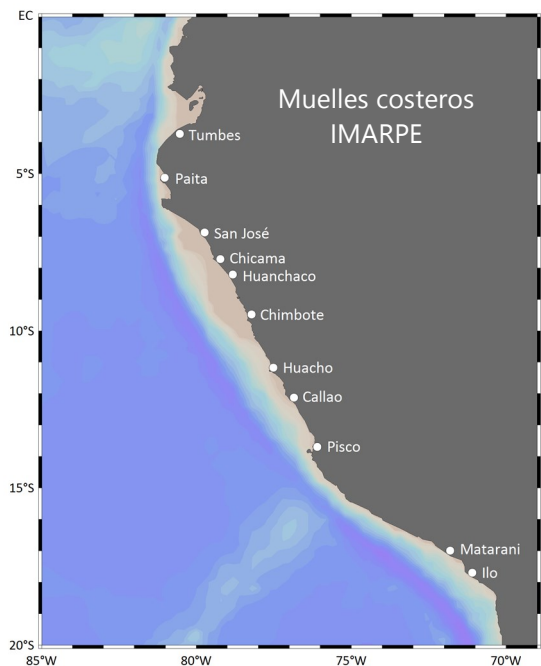 EC
Muelles costeros
IMARPE
Tumbes
5°S
Paita
San José
Chicama
Huanchaco
Chimbote
10°S
Huacho
Callao
Pisco
15°S
Matarani
Ilo
20°S
85°W
80°W
75°W
70°W